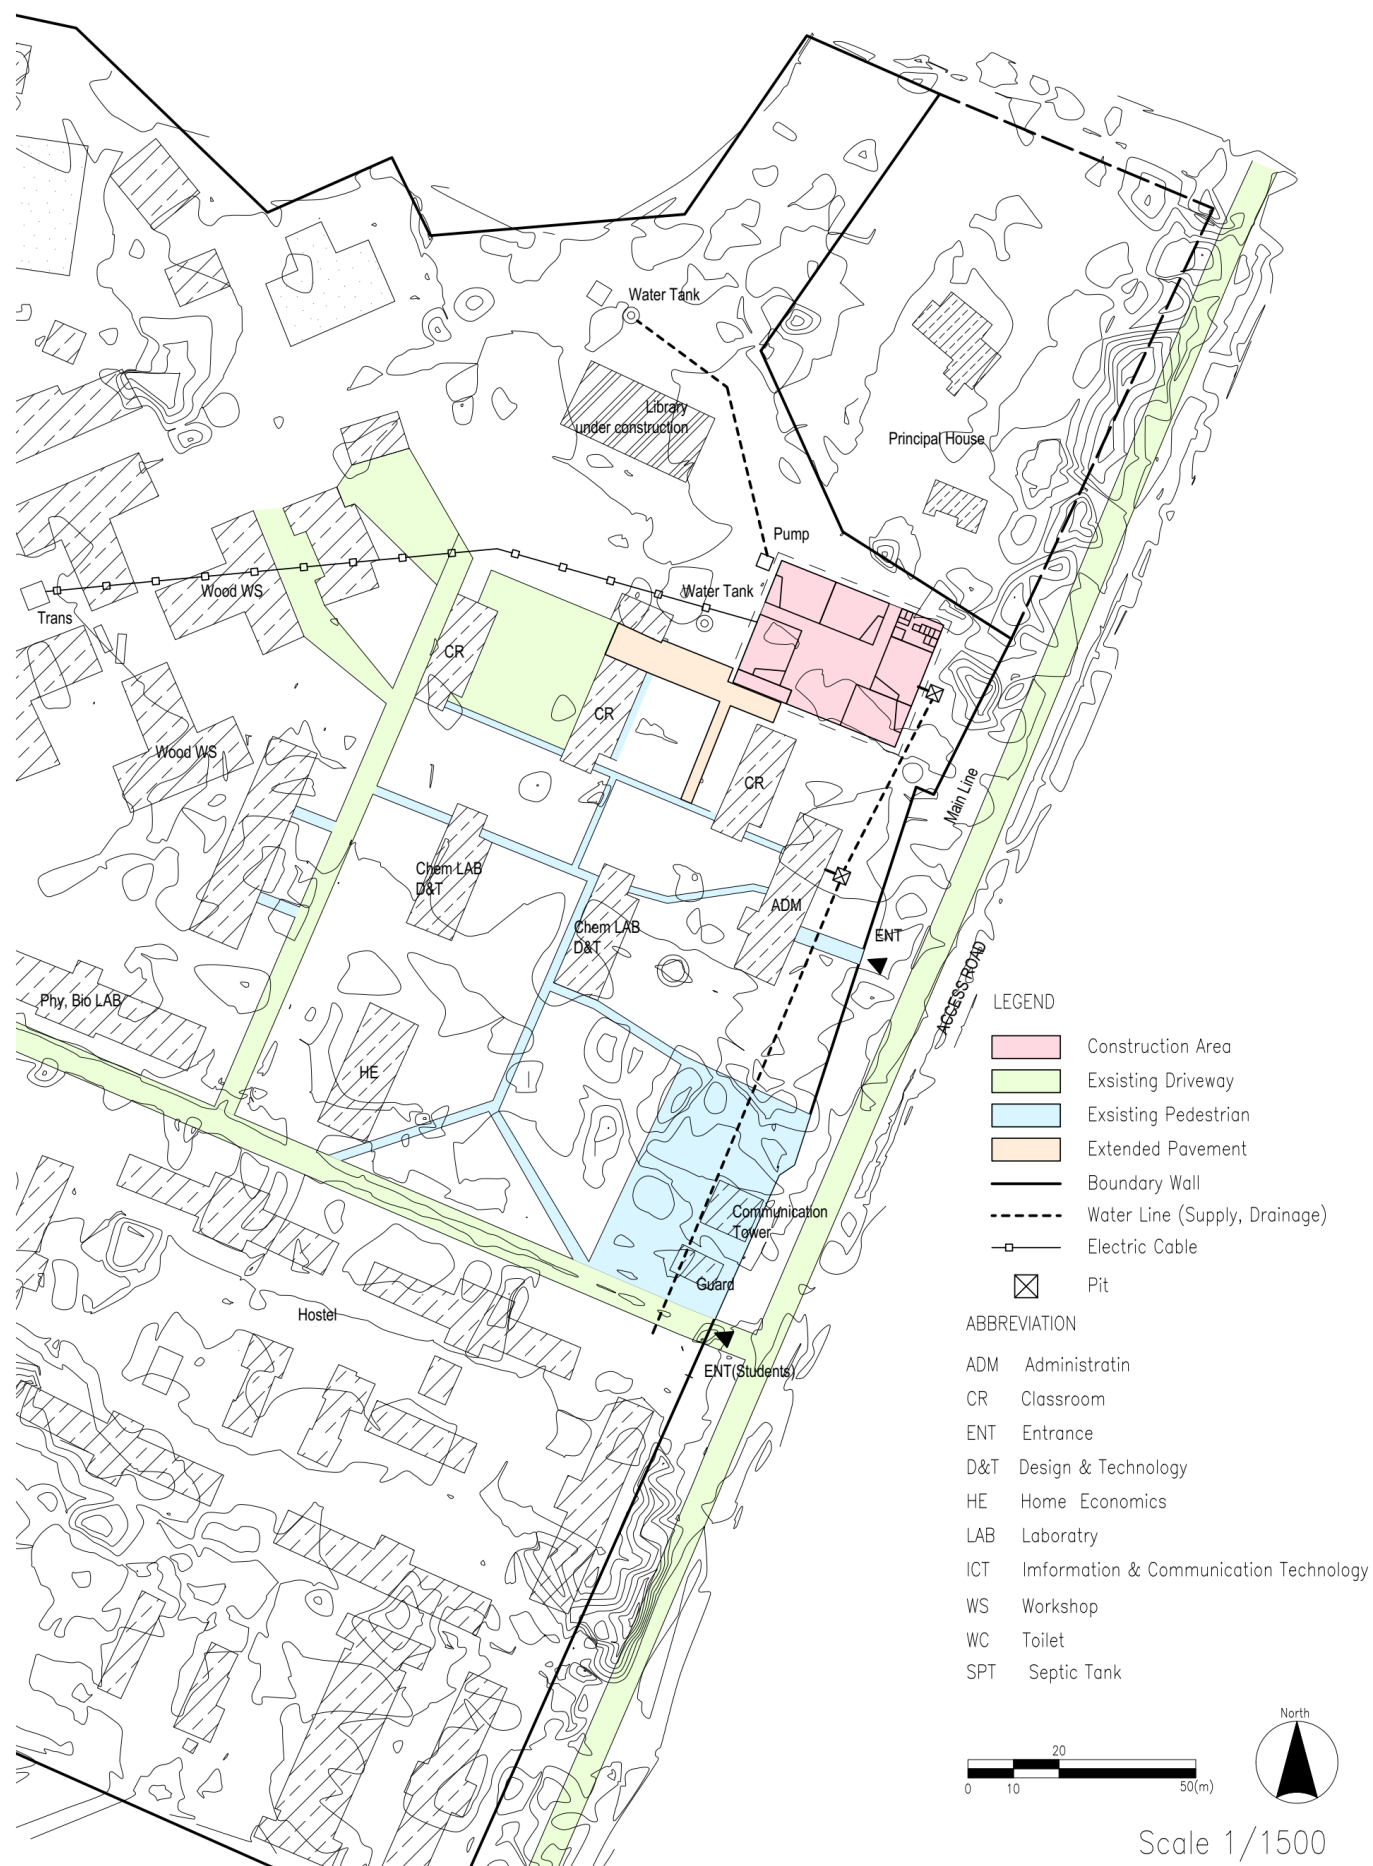 Water Tank
Library
under construction
Principal House
Pump
Wood WS
Water Tank
Trans
CR
CR
Wood WS
CR
Main Line
Chem LAB
D&T
ADM
Chem LAB
D&T
ENT
ACCESS ROAD
Phy, Bio LAB
HE
Communication
Tower
Guard
Hostel
ENT(Students)
LEGEND
Construction Area
Exsisting Driveway
Exsisting Pedestrian
Extended Pavement
Boundary Wall
Water Line (Supply, Drainage)
Electric Cable
Pit
ABBREVIATION
ADM Administratin
CR Classroom
ENT Entrance
D&T Design & Technology
HE Home Economics
LAB Laboratry
ICT Imformation & Communication Technology
WS Workshop
WC Toilet
SPT Septic Tank
North
20
0 10 50(m)
Scale 1/1500